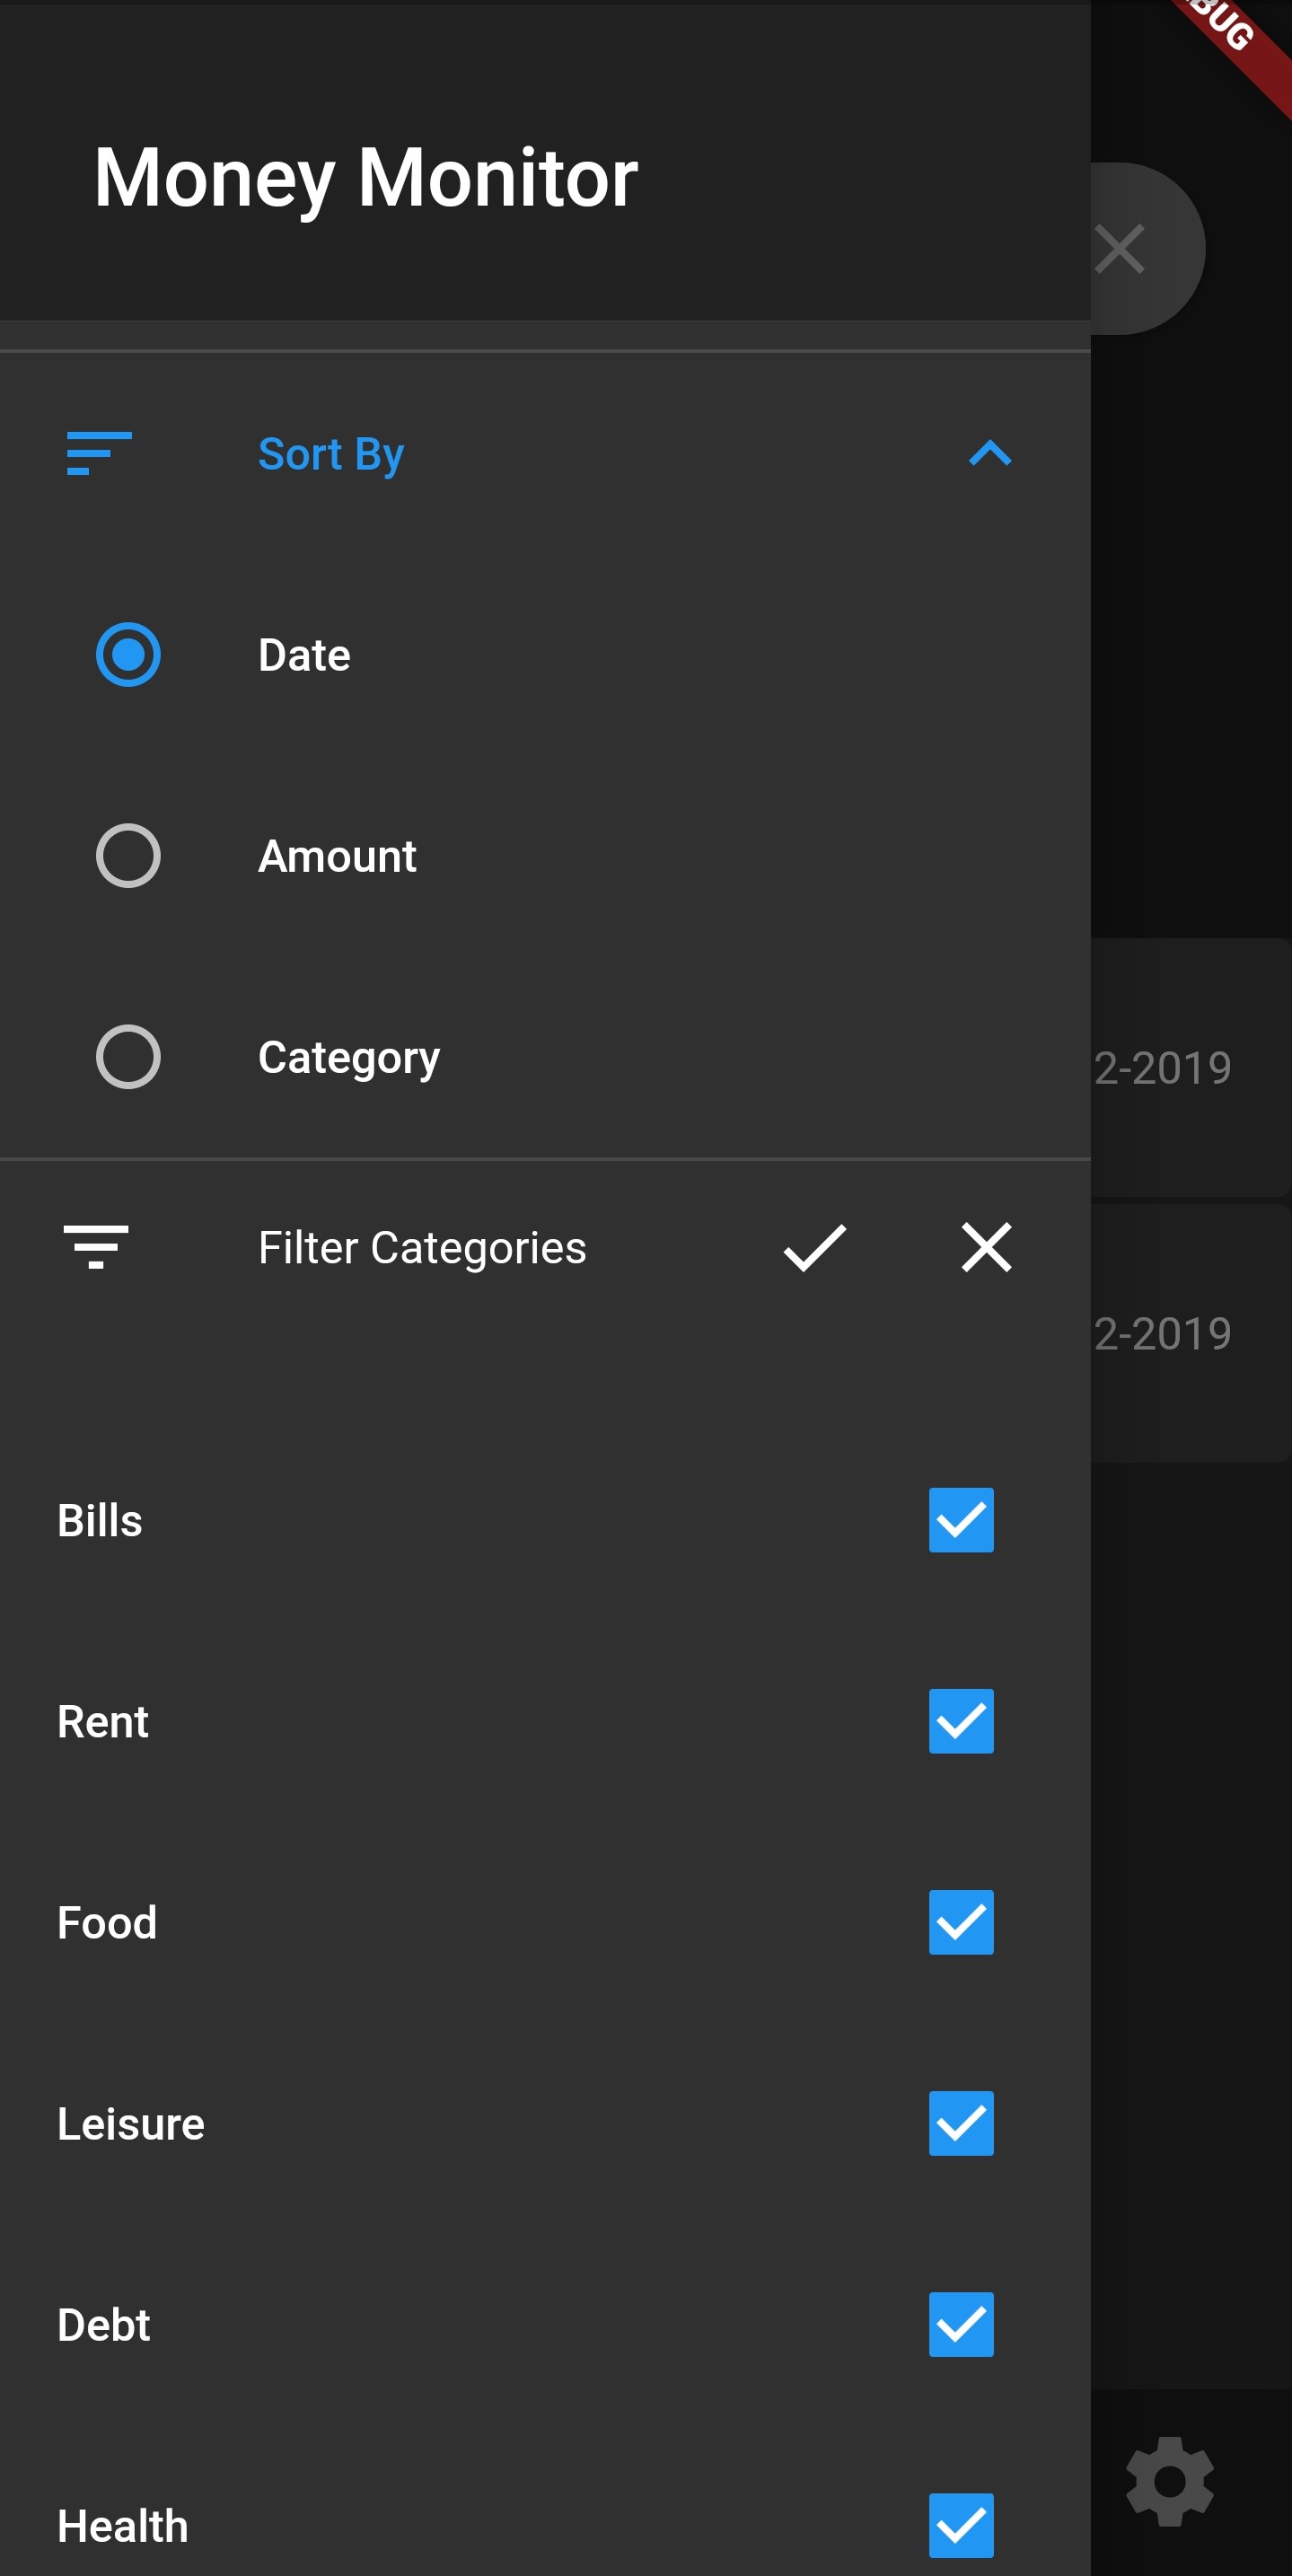 BUG
Money Monitor
Sort By
Date
Amount
Category
2-2019
Filter Categories
2-2019
Bills
Rent
Food
Leisure
Debt
Health